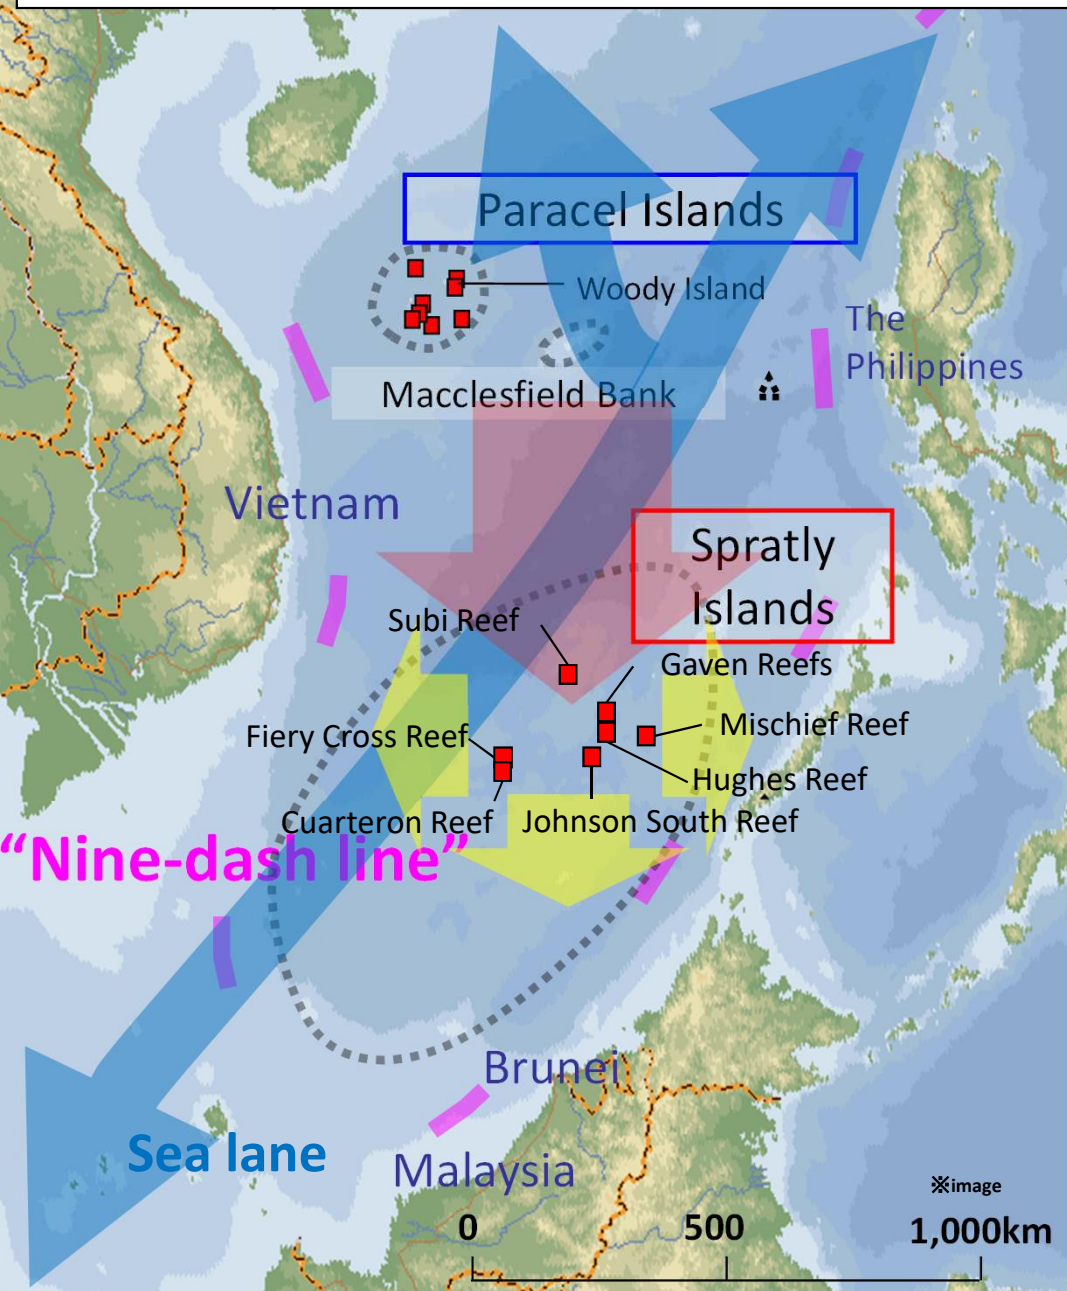 Paracel Islands
Woody Island
The
Philippines
Macclesfield Bank
Vietnam
Spratly
Islands
Subi Reef
Gaven Reefs
Mischief Reef
Fiery Cross Reef
Hughes Reef
Cuarteron Reef
Johnson South Reef
“Nine-dash line”
Brunei
Sea lane
Malaysia
※image
0
500
1,000km